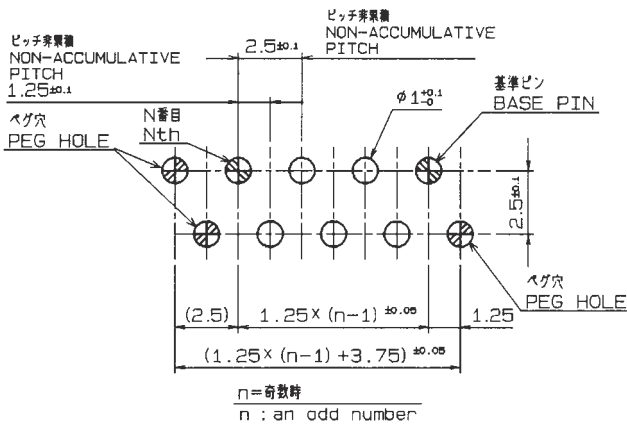 ピッチ非累積
NON-ACCUMULATIVE
PITCH
1.25±0.1
2.5±0.1
ピッチ非累積
NON-ACCUMULATIVE
PITCH
ペグ穴
PEG HOLE
N番目
Nth
φ1+0.1 -0
基準ピン
BASE PIN
2.5±0.1
ペグ穴
PEG HOLE
(2.5)
1.25×(n-1)±0.05
1.25
(1.25×(n-1)+3.75)±0.05
n=奇数時
n : an odd number